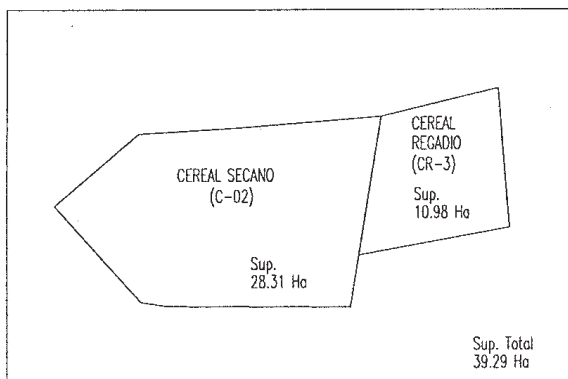 CEREAL SECANO
(C-02)
Sup.
28.31 Ha
CEREAL
REGADIO
(CR-3)
Sup.
10.98 Ha
Sup. Total
39.29 Ha